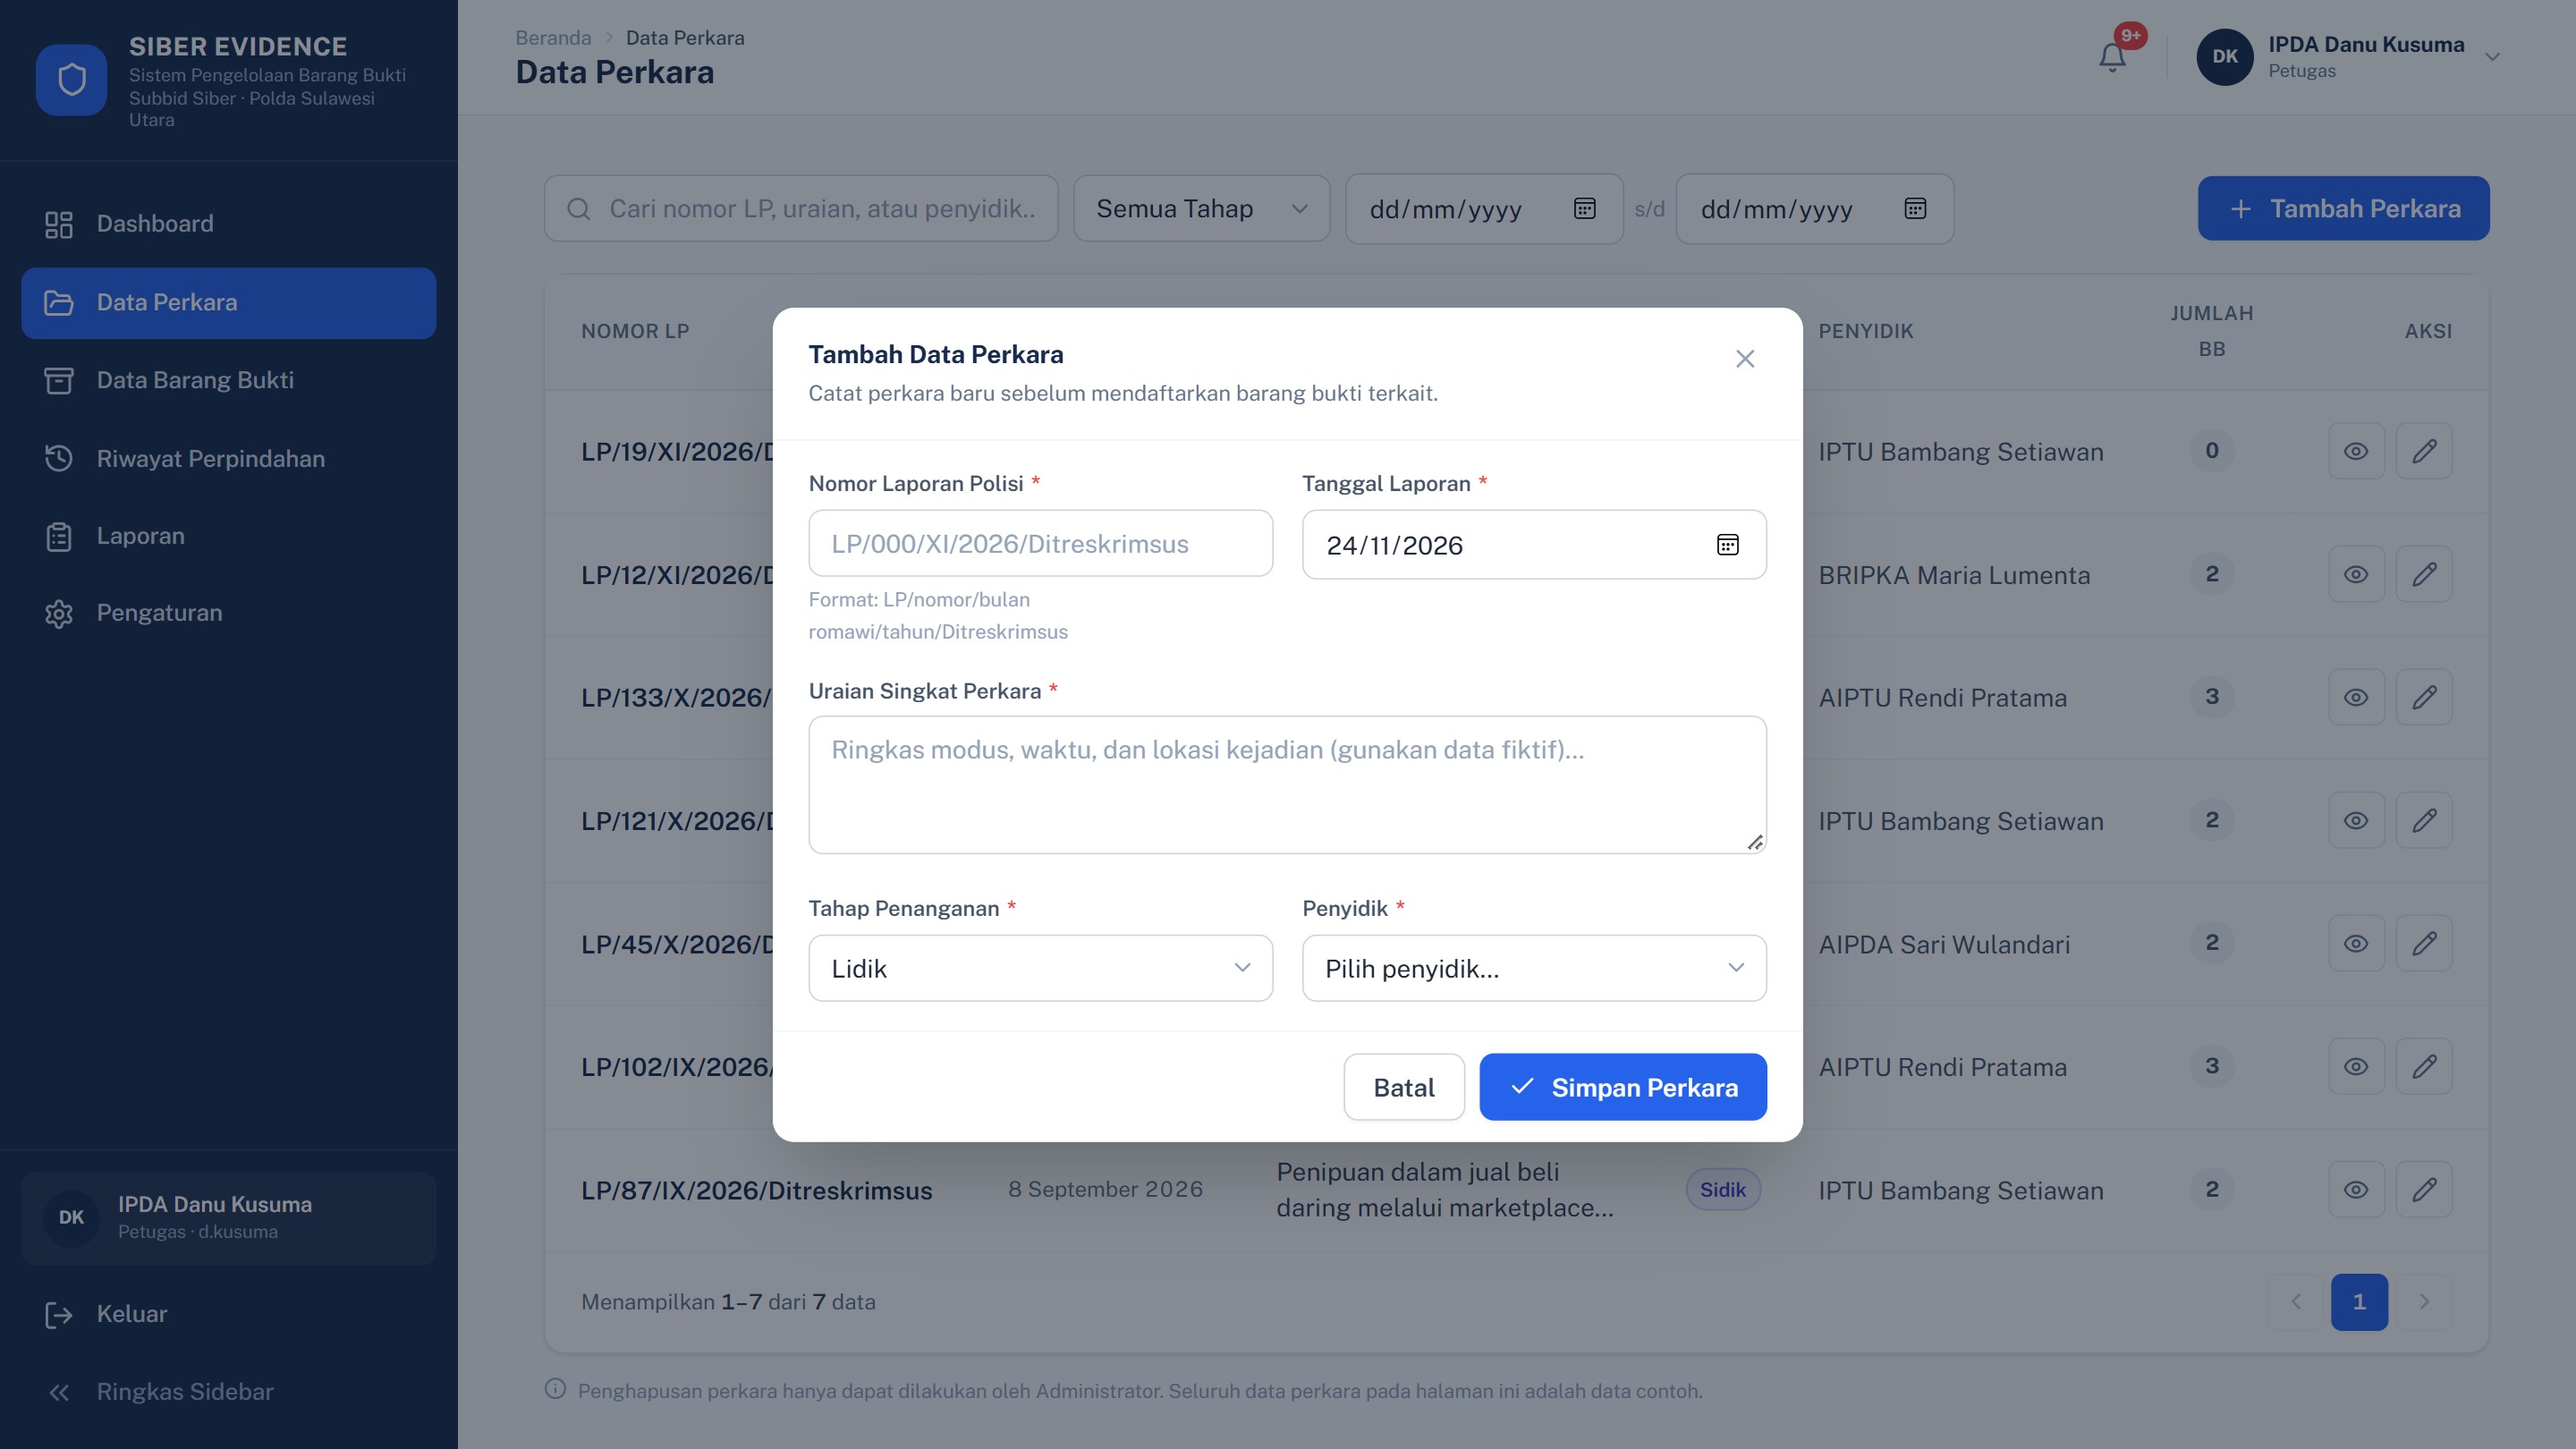 SIBER EVIDENCE
Sistem Pengelolaan Barang Bukti
Subbid Siber · Polda Sulawesi
Utara
Dashboard
Data Perkara
Data Barang Bukti
Riwayat Perpindahan
Laporan
Pengaturan
DK
IPDA Danu Kusuma
Petugas · d.kusuma
Keluar
Ringkas Sidebar
Beranda > Data Perkara
Data Perkara
9+
DK
IPDA Danu Kusuma
Petugas
Cari nomor LP, uraian, atau penyidik..
Semua Tahap
dd/mm/yyyy
s/d
dd/mm/yyyy
+ Tambah Perkara
NOMOR LP
PENYIDIK
JUMLAH
BB
AKSI
LP/19/XI/2026/D
IPTU Bambang Setiawan
0
LP/12/XI/2026/D
BRIPKA Maria Lumenta
2
LP/133/X/2026/
AIPTU Rendi Pratama
3
LP/121/X/2026/D
IPTU Bambang Setiawan
2
LP/45/X/2026/D
AIPDA Sari Wulandari
2
LP/102/IX/2026/
AIPTU Rendi Pratama
3
LP/87/IX/2026/Ditreskrimsus
8 September 2026
Penipuan dalam jual beli
daring melalui marketplace...
Sidik
IPTU Bambang Setiawan
2
Menampilkan 1–7 dari 7 data
1
Penghapusan perkara hanya dapat dilakukan oleh Administrator. Seluruh data perkara pada halaman ini adalah data contoh.
Tambah Data Perkara
Catat perkara baru sebelum mendaftarkan barang bukti terkait.
Nomor Laporan Polisi *
LP/000/XI/2026/Ditreskrimsus
Format: LP/nomor/bulan
romawi/tahun/Ditreskrimsus
Tanggal Laporan *
24/11/2026
Uraian Singkat Perkara *
Ringkas modus, waktu, dan lokasi kejadian (gunakan data fiktif)...
Tahap Penanganan *
Lidik
Penyidik *
Pilih penyidik...
Batal
Simpan Perkara